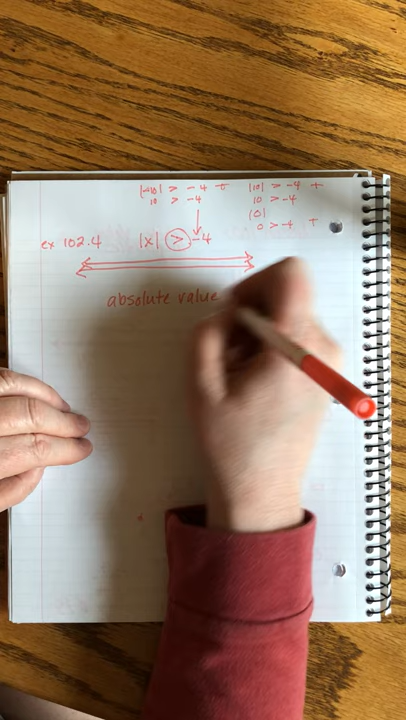 |-10| > -4 t
10 > -4
|10| > -4 t
10 > -4
|0|
0 > -4 t
ex 102.4 |x| > -4
absolute value